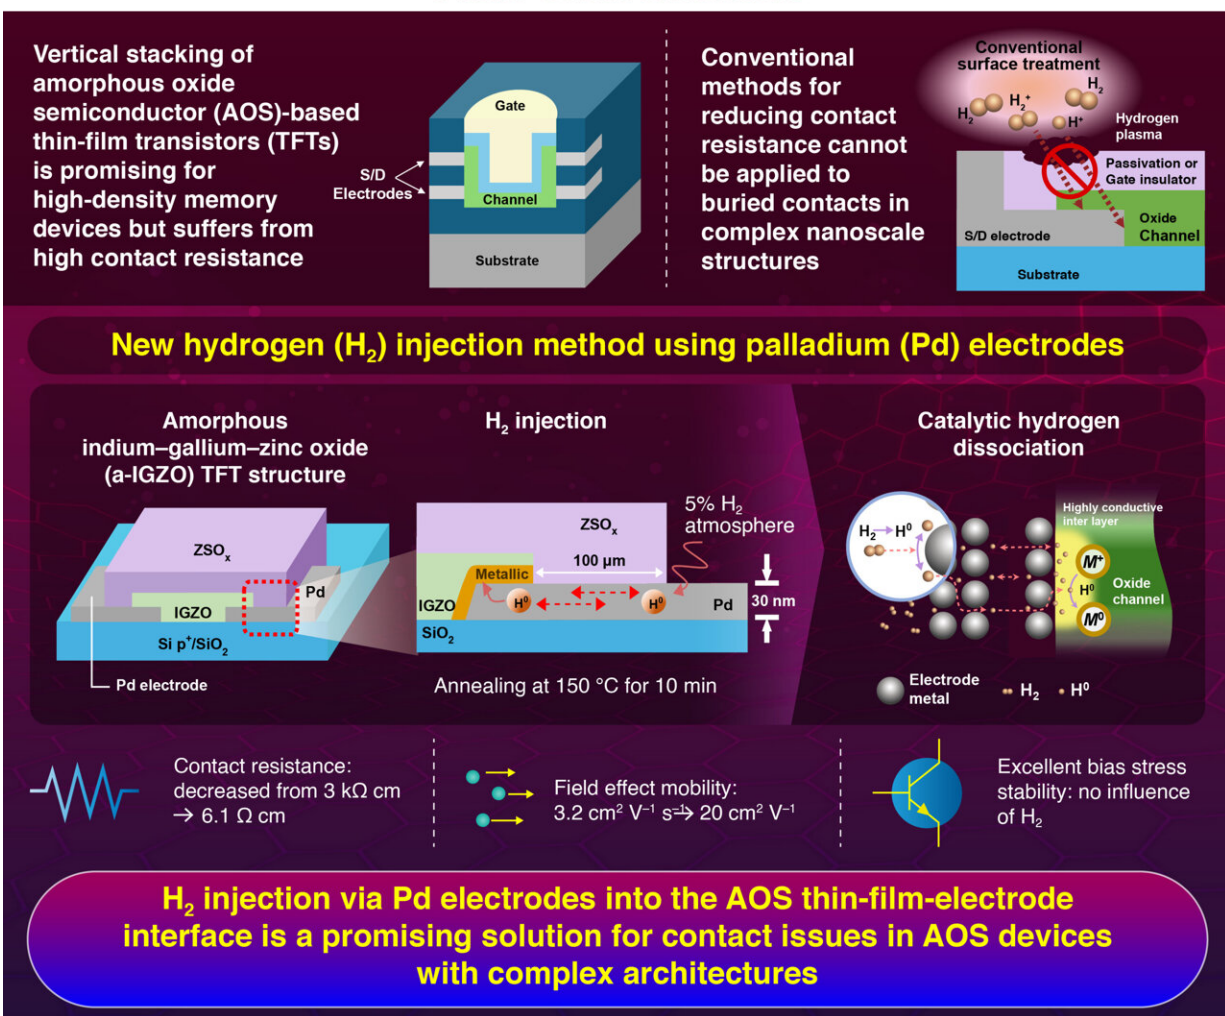 Vertical stacking of
amorphous oxide
semiconductor (AOS)-based
thin-film transistors (TFTs)
is promising for
high-density memory
devices but suffers from
high contact resistance
Gate
S/D
Electrodes
Channel
Substrate
Conventional
methods for
reducing contact
resistance cannot
be applied to
buried contacts in
complex nanoscale
structures
Conventional
surface treatment
H₂
H₂⁺
H₂
H⁺
Hydrogen
plasma
Passivation or
Gate insulator
Oxide
Channel
S/D electrode
Substrate
New hydrogen (H₂) injection method using palladium (Pd) electrodes
Amorphous
indium–gallium–zinc oxide
(a-IGZO) TFT structure
ZSOₓ
Pd
IGZO
Si p⁺/SiO₂
Pd electrode
H₂ injection
5% H₂
atmosphere
ZSOₓ
100 µm
Metallic
H⁰
H⁰
IGZO
Pd
30 nm
SiO₂
Annealing at 150 °C for 10 min
Catalytic hydrogen
dissociation
Highly conductive
inter layer
H₂ → H⁰
M⁺
H⁰
M⁰
Oxide
channel
Electrode
metal
H₂
H⁰
Contact resistance:
decreased from 3 kΩ cm
→ 6.1 Ω cm
Field effect mobility:
3.2 cm² V⁻¹ s⁻¹→ 20 cm² V⁻¹
Excellent bias stress
stability: no influence
of H₂
H₂ injection via Pd electrodes into the AOS thin-film-electrode
interface is a promising solution for contact issues in AOS devices
with complex architectures